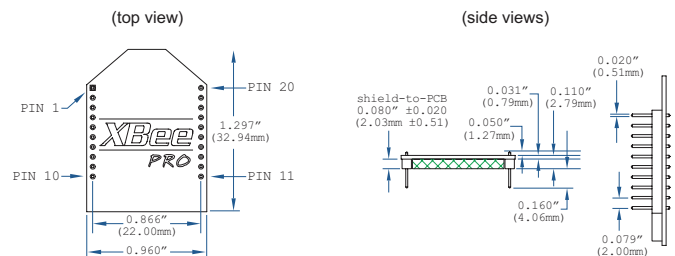 (top view)
(side views)
PIN 1
PIN 20
XBee
PRO
1.297”
(32.94mm)
PIN 10
PIN 11
0.866”
(22.00mm)
0.960”
shield-to-PCB
0.080” ±0.020
(2.03mm ±0.51)
0.031”
(0.79mm)
0.110”
(2.79mm)
0.050”
(1.27mm)
0.160”
(4.06mm)
0.020”
(0.51mm)
0.079”
(2.00mm)